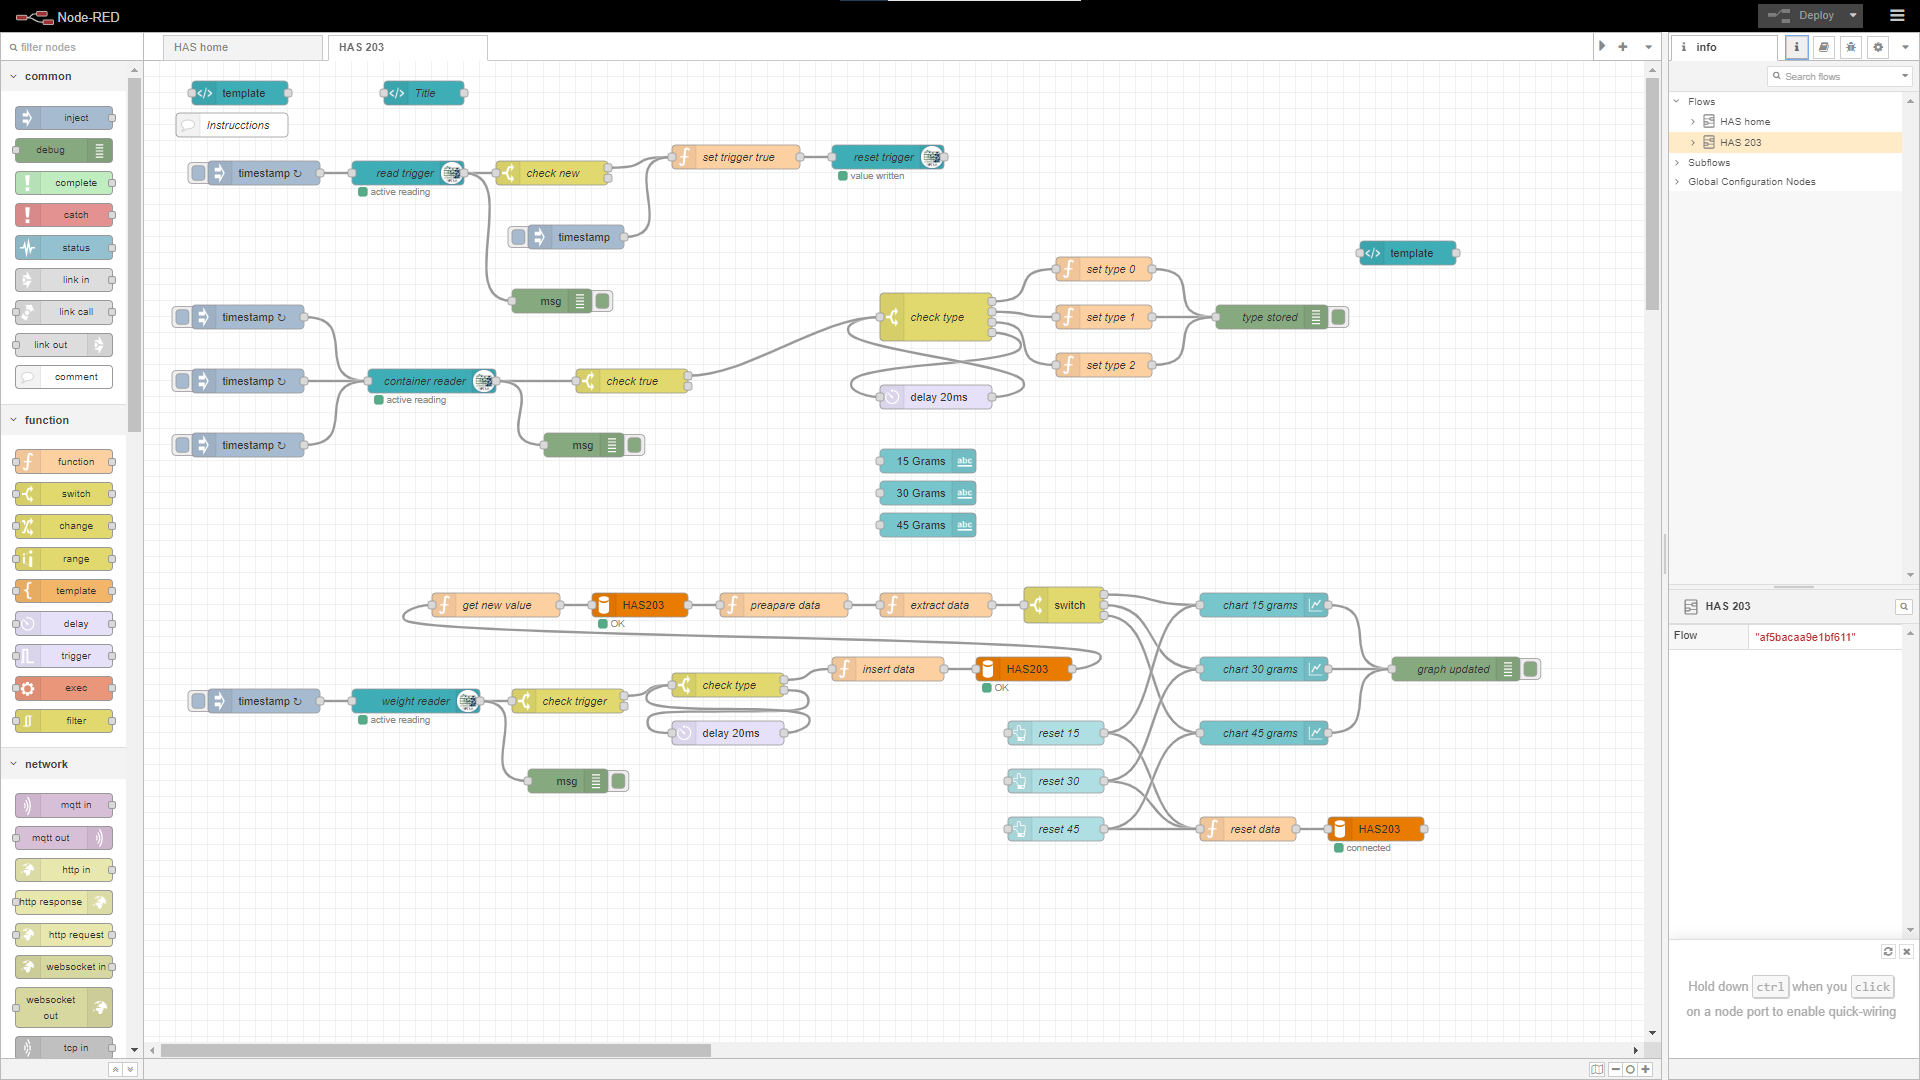 Node-RED
Deploy
filter nodes
HAS home
HAS 203
info
i
Search flows
common
inject
debug
complete
catch
status
link in
link call
link out
comment
function
function
switch
change
range
template
delay
trigger
exec
filter
network
mqtt in
mqtt out
http in
http response
http request
websocket in
websocket
out
tcp in
template
Title
Instrucctions
timestamp ↻
read trigger
active reading
check new
set trigger true
reset trigger
value written
timestamp
msg
template
timestamp ↻
timestamp ↻
timestamp ↻
container reader
active reading
check true
msg
check type
delay 20ms
set type 0
set type 1
set type 2
type stored
15 Grams abc
30 Grams abc
45 Grams abc
get new value
HAS203
OK
preapare data
extract data
switch
chart 15 grams
chart 30 grams
chart 45 grams
graph updated
timestamp ↻
weight reader
active reading
check trigger
check type
delay 20ms
insert data
HAS203
OK
msg
reset 15
reset 30
reset 45
reset data
HAS203
connected
Flows
HAS home
HAS 203
Subflows
Global Configuration Nodes
HAS 203
Flow "af5bacaa9e1bf611"
Hold down ctrl when you click
on a node port to enable quick-wiring